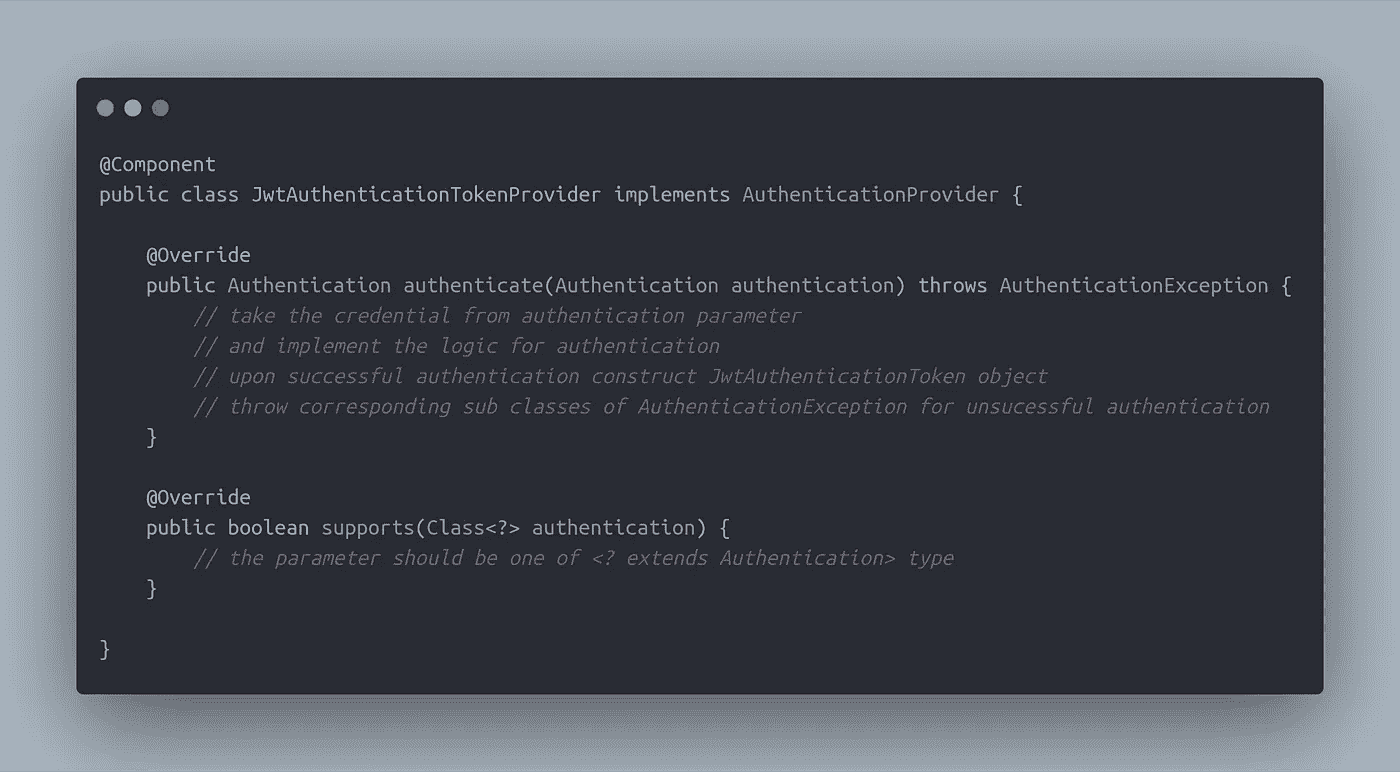 @Component
public class JwtAuthenticationTokenProvider implements AuthenticationProvider {
@Override
public Authentication authenticate(Authentication authentication) throws AuthenticationException {
// take the credential from authentication parameter
// and implement the logic for authentication
// upon successful authentication construct JwtAuthenticationToken object
// throw corresponding sub classes of AuthenticationException for unsucessful authentication
}
@Override
public boolean supports(Class<?> authentication) {
// the parameter should be one of <? extends Authentication> type
}
}